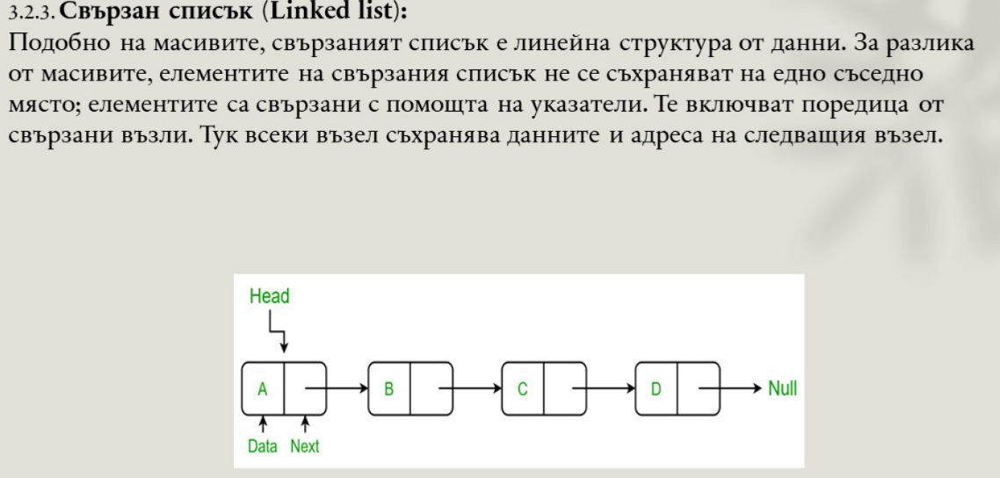 3.2.3. Свързан списък (Linked list):
Подобно на масивите, свързаният списък е линейна структура от данни. За разлика
от масивите, елементите на свързания списък не се съхраняват на едно съседно
място; елементите са свързани с помощта на указатели. Те включват поредица от
свързани възли. Тук всеки възел съхранява данните и адреса на следващия възел.
Head
A B C D Null
Data Next